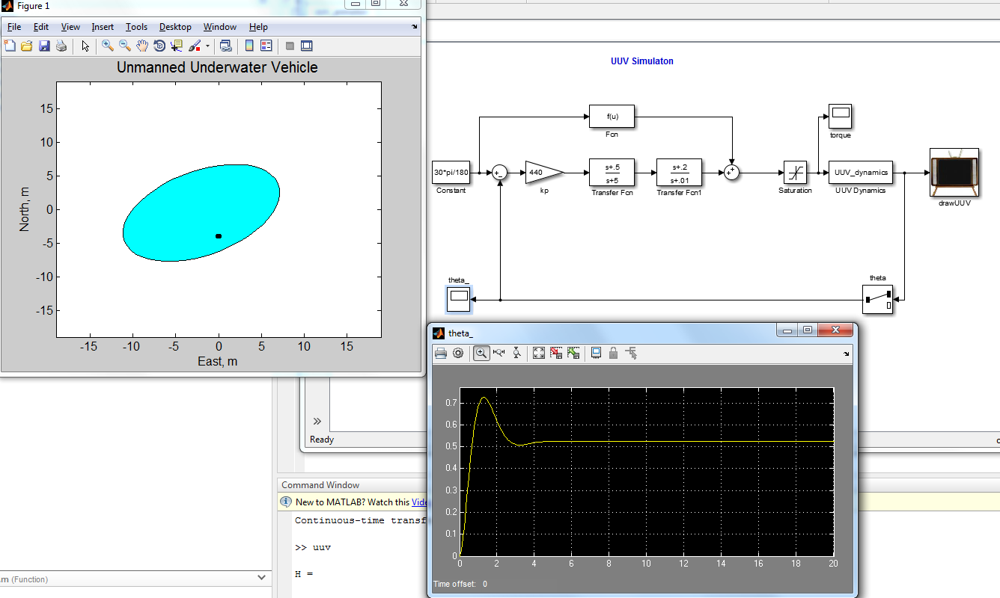 Figure 1
File Edit View Insert Tools Desktop Window Help
Unmanned Underwater Vehicle
15
10
5
0
-5
-10
-15
North, m
-15 -10 -5 0 5 10 15
East, m
UUV Simulaton
f(u)
Fcn
torque
30*pi/180
Constant
+
-
440
kp
s+.5
s+5
Transfer Fcn
s+.2
s+.01
Transfer Fcn1
+
+
Saturation
UUV_dynamics
UUV Dynamics
drawUUV
theta_
theta
Ready
theta_
0.7
0.6
0.5
0.4
0.3
0.2
0.1
0
0 2 4 6 8 10 12 14 16 18 20
Time offset: 0
Command Window
New to MATLAB? Watch this Vide
Continuous-time transf
>> uuv
H =
.m (Function)